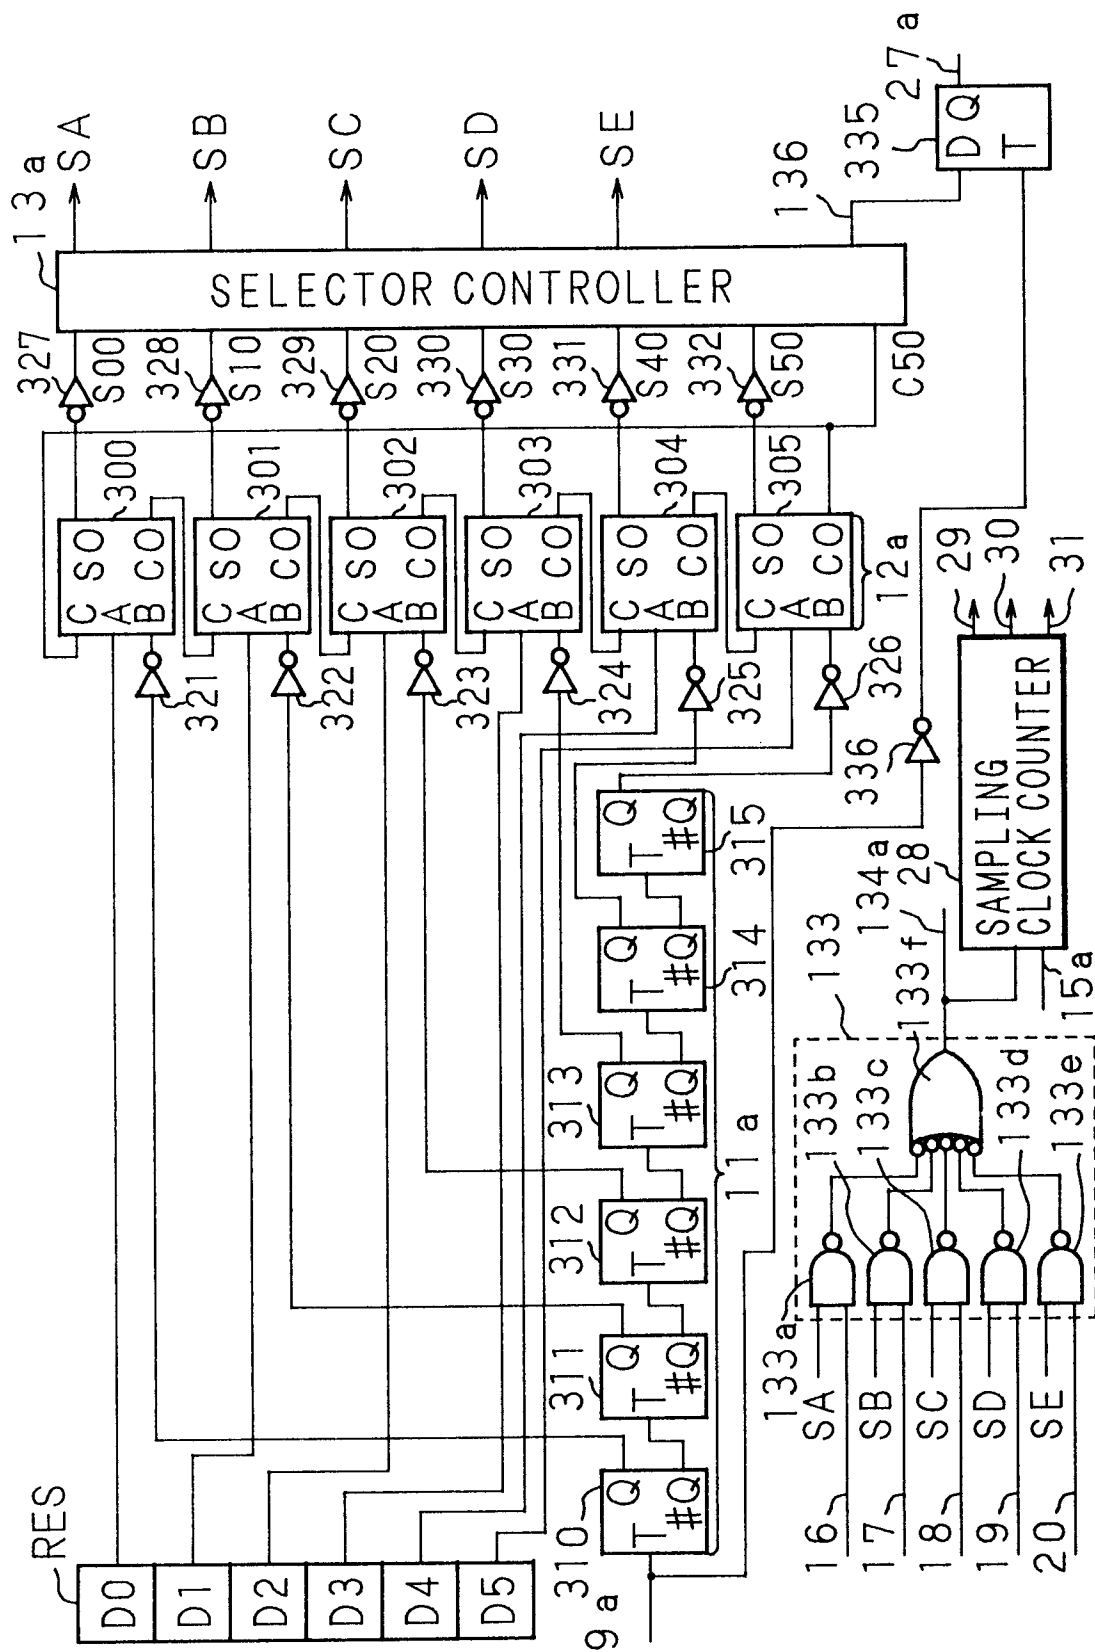 RES
D0
D1
D2
D3
D4
D5
13a
SA
SB
SC
SD
SE
SELECTOR CONTROLLER
327
S00
328
S10
329
S20
330
S30
331
S40
332
S50
C50
136
335
D Q
T
27a
300
C SO
A
B CO
301
C SO
A
B CO
302
C SO
A
B CO
303
C SO
A
B CO
304
C SO
A
B CO
305
C SO
A
B CO
12a
321
322
323
324
325
326
336
310
T Q
#Q
311
T Q
#Q
312
T Q
#Q
313
T Q
#Q
314
T Q
#Q
315
T Q
#Q
11a
9a
SAMPLING
CLOCK COUNTER
28
29
30
31
15a
134a
133
133f
133a
133b
133c
133d
133e
SA
16
SB
17
SC
18
SD
19
SE
20